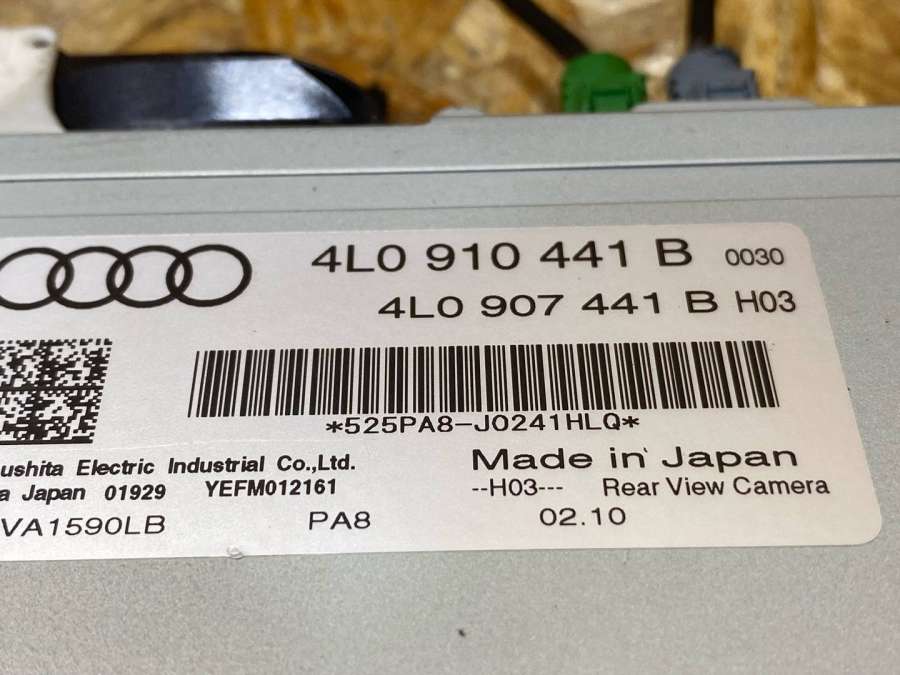 4L0 910 441 B 0030
4L0 907 441 B H03
*525PA8-J0241HLQ*
ushita Electric Industrial Co.,Ltd.
a Japan 01929 YEFM012161
VA1590LB PA8
Made in Japan
--H03--- Rear View Camera
02.10